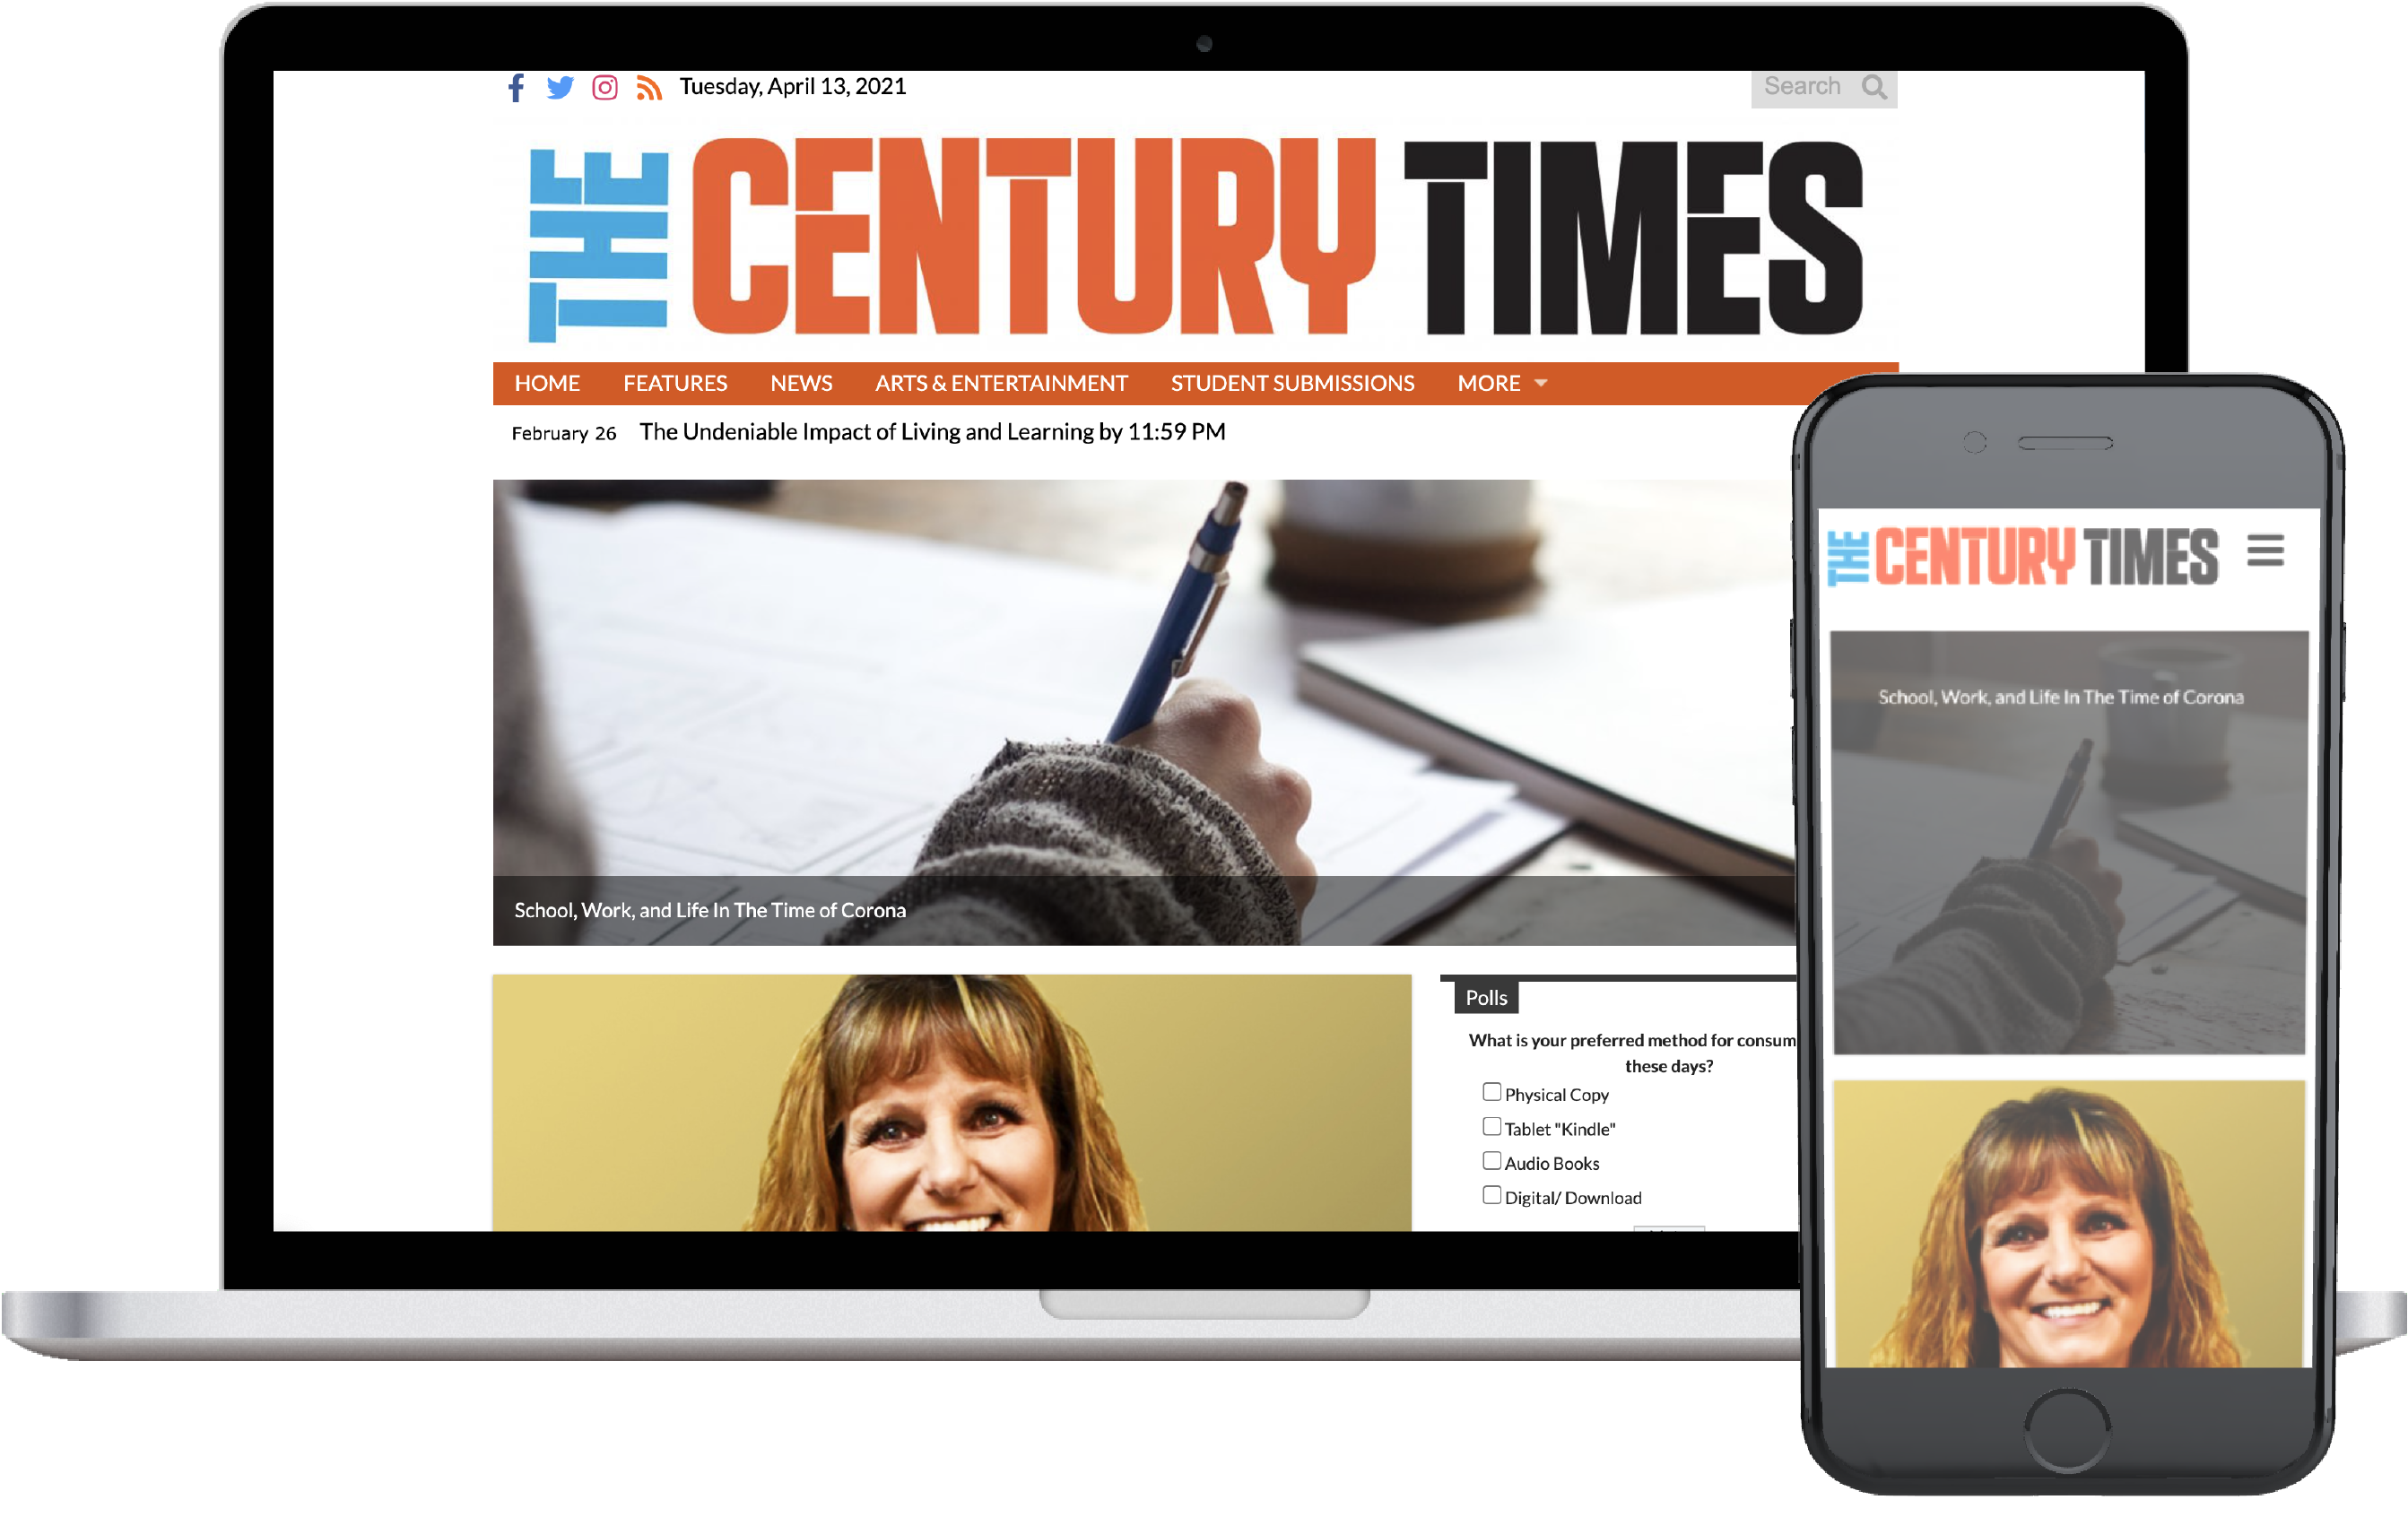 Tuesday, April 13, 2021
Search
THE CENTURY TIMES
HOME FEATURES NEWS ARTS & ENTERTAINMENT STUDENT SUBMISSIONS MORE
February 26 The Undeniable Impact of Living and Learning by 11:59 PM
School, Work, and Life In The Time of Corona
Polls
What is your preferred method for consum
these days?
Physical Copy
Tablet "Kindle"
Audio Books
Digital/ Download
THE CENTURY TIMES
School, Work, and Life In The Time of Corona